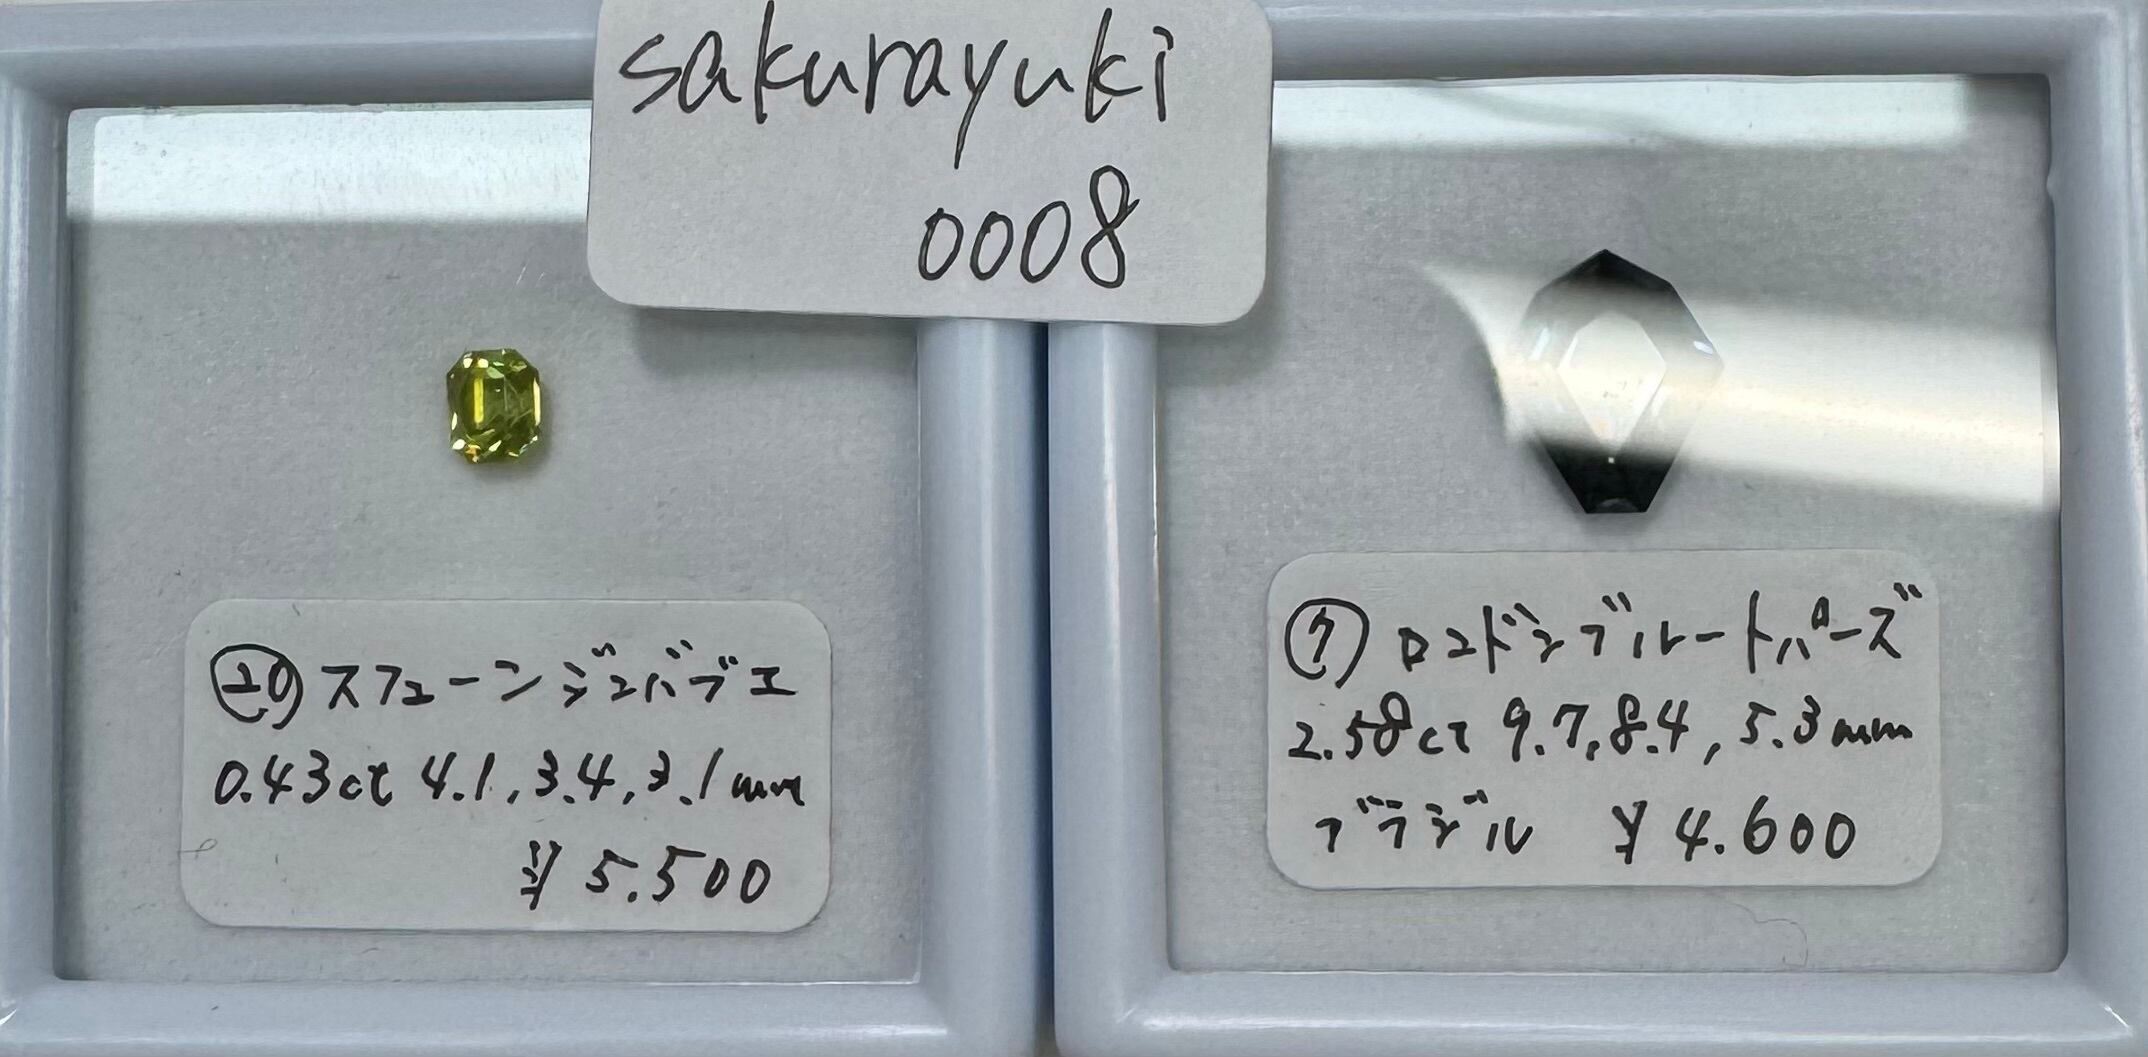 sakurayuki
0008
⑳ スフェーン ジンバブエ
0.43ct 4.1, 3.4, 3.1mm
¥5.500
⑦ ロンドンブルートパーズ
2.58ct 9.7, 8.4, 5.3mm
ブラジル ¥4.600